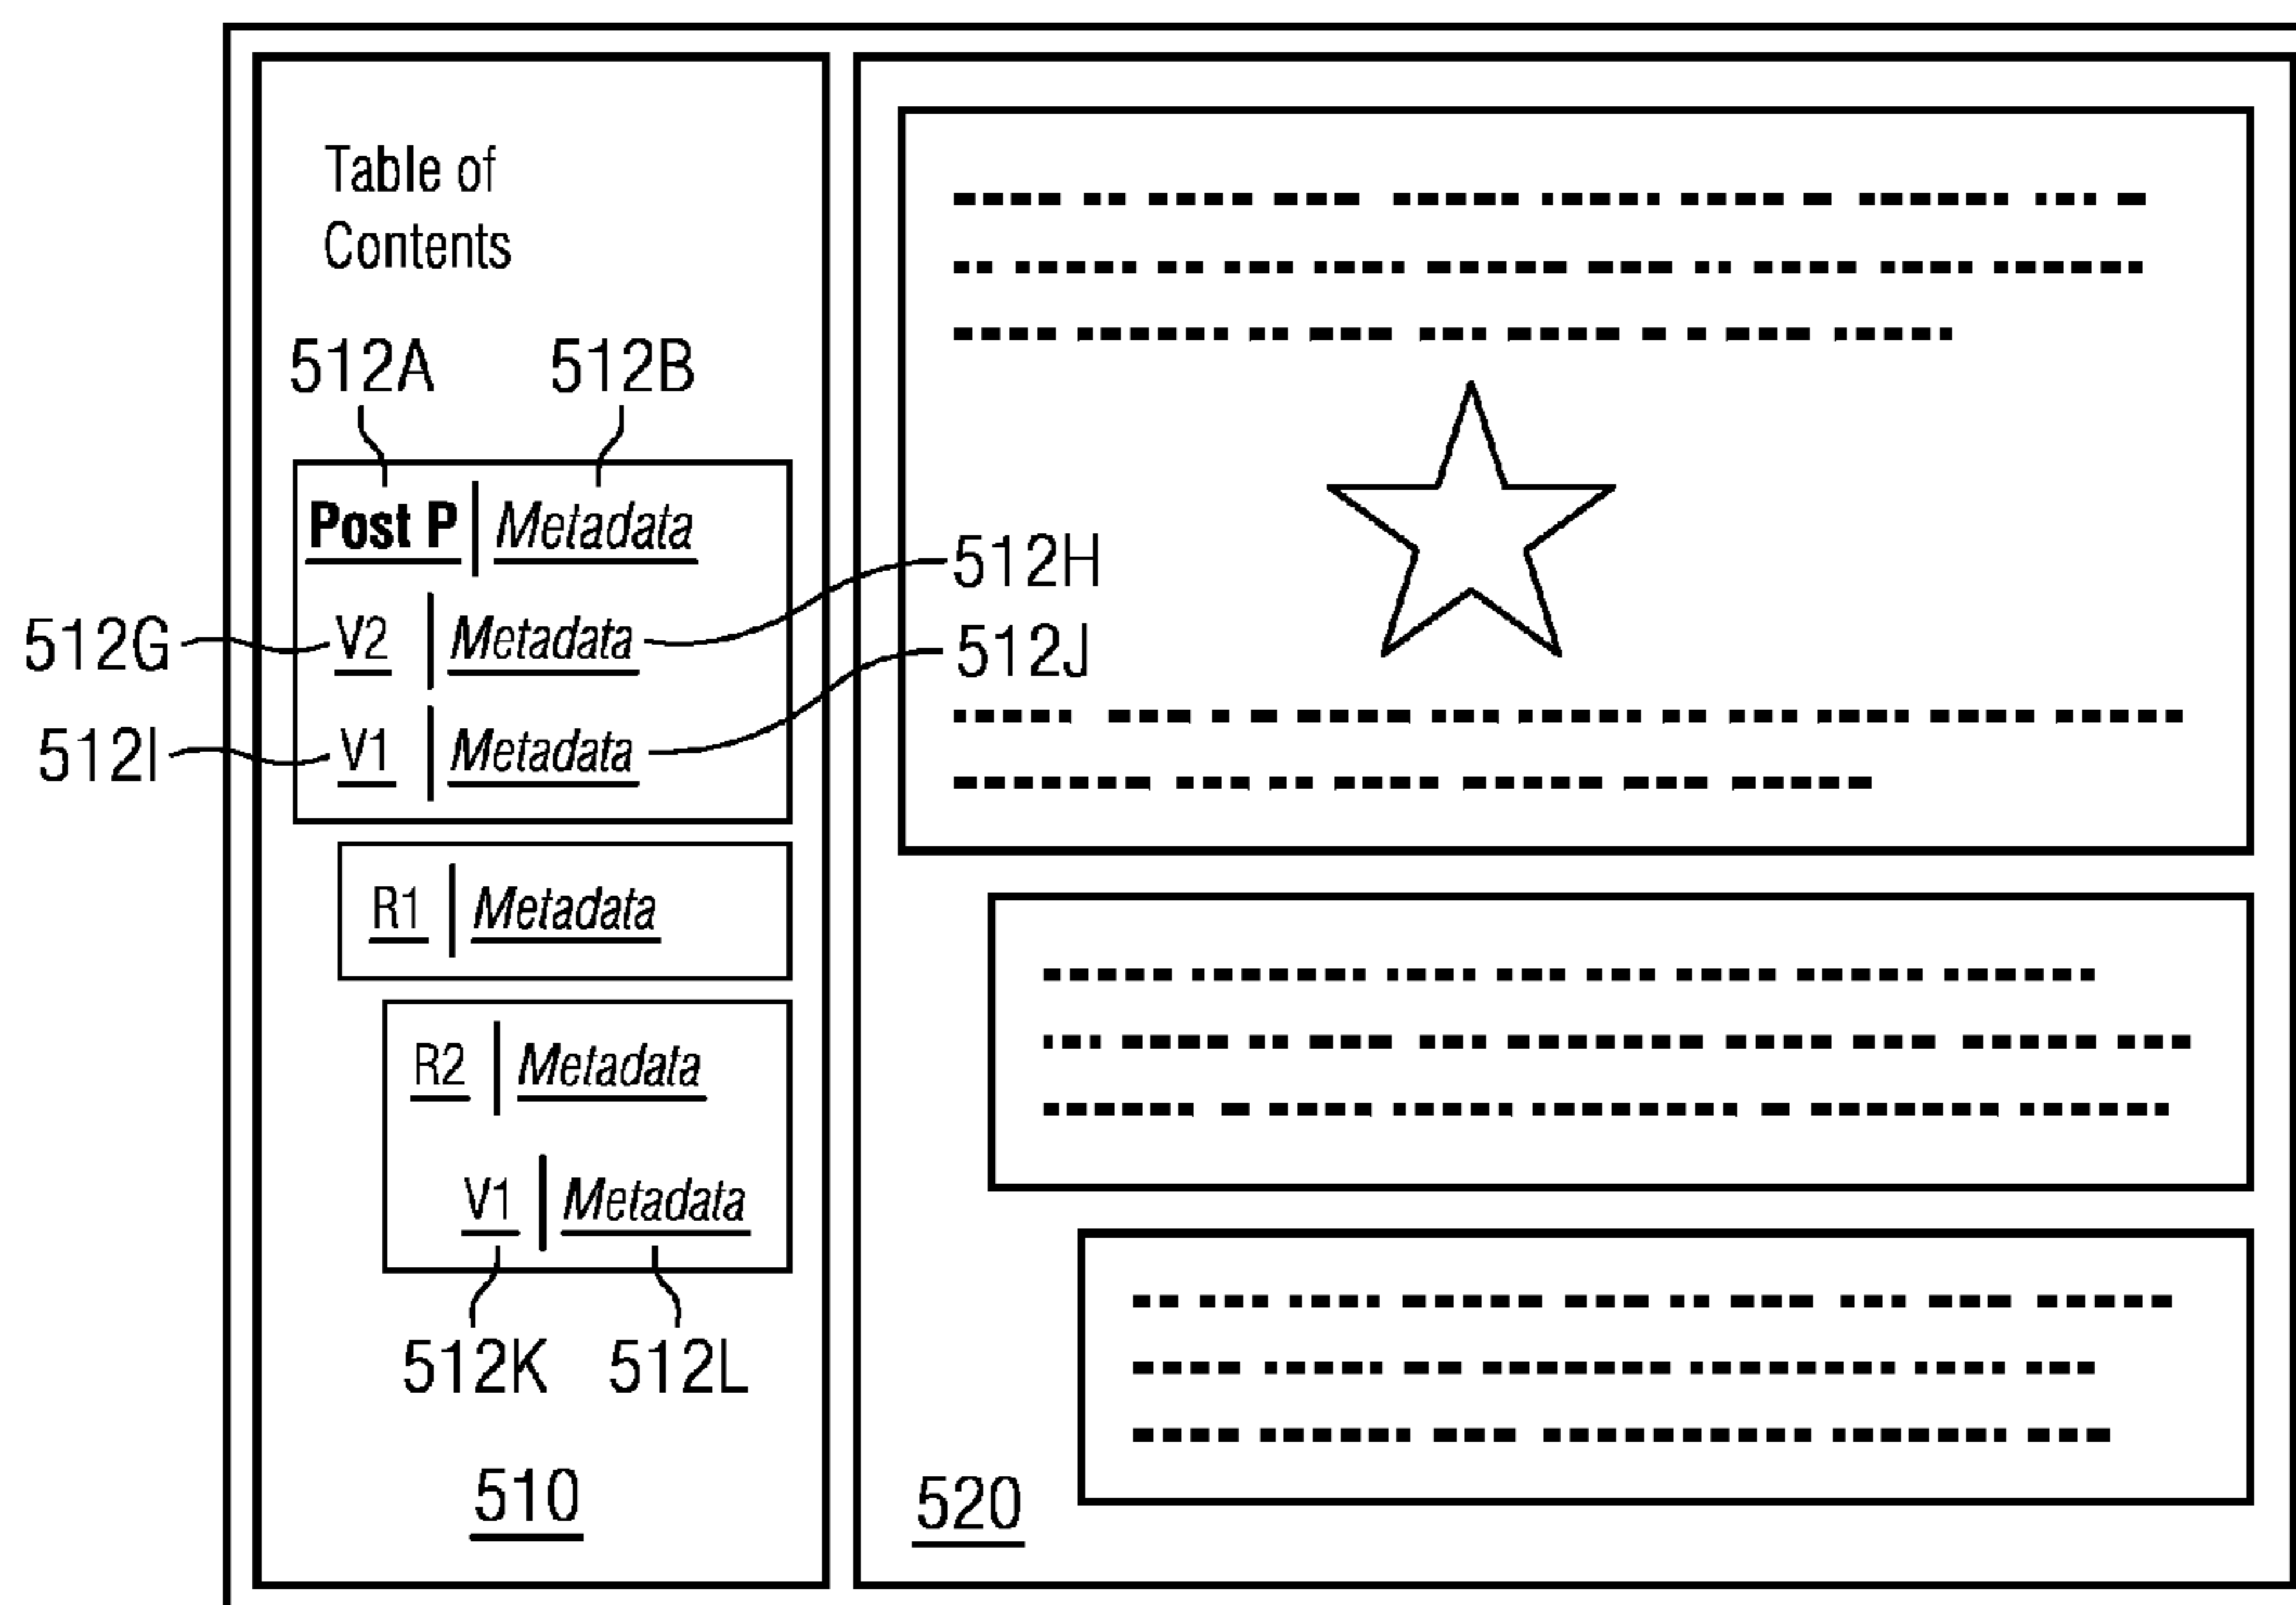 Table of
Contents
512A 512B
Post P Metadata
512H
512G V2 Metadata
512J
512I V1 Metadata
R1 Metadata
R2 Metadata
V1 Metadata
512K 512L
510
520